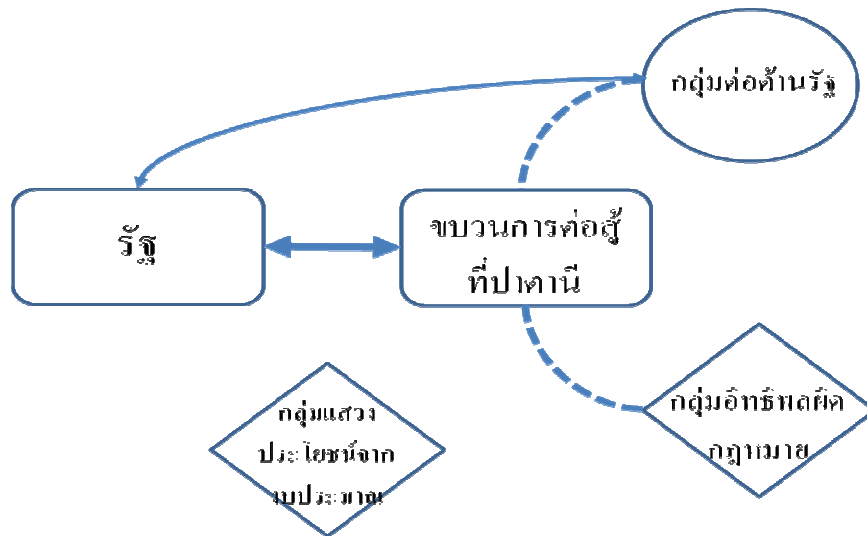 กลุ่มต่อต้านรัฐ
รัฐ
ขบวนการต่อสู้
ที่ปาตานี
กลุ่มแสวง
ประโยชน์จาก
งบประมาณ
กลุ่มอิทธิพลผิด
กฎหมาย